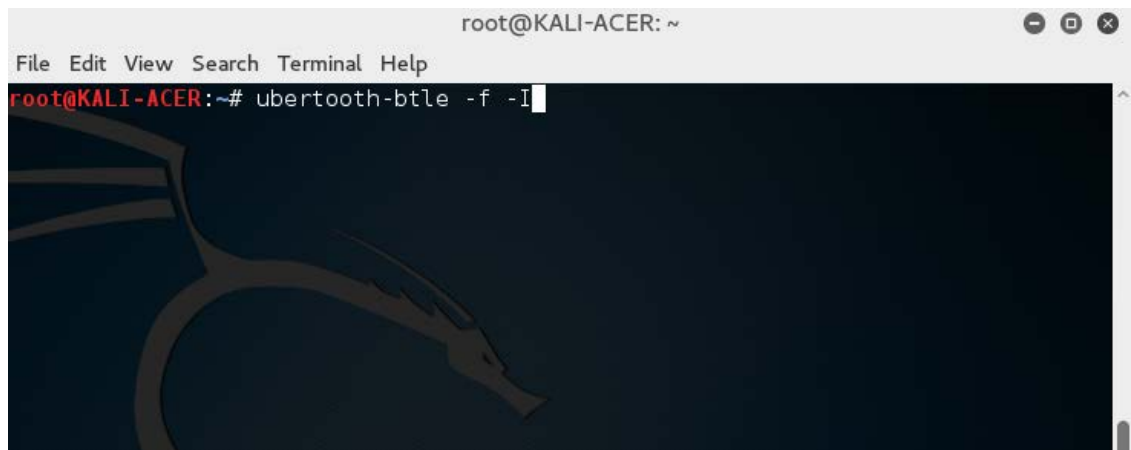 root@KALI-ACER: ~
File Edit View Search Terminal Help
root@KALI-ACER:~# ubertooth-btle -f -I